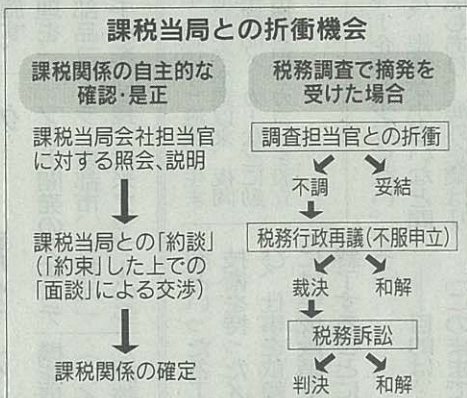 課税当局との折衝機会
課税関係の自主的な
確認・是正
課税当局会社担当官
に対する照会、説明
課税当局との「約談」
(「約束」した上での
「面談」による交渉)
課税関係の確定
税務調査で摘発を
受けた場合
調査担当官との折衝
不調 妥結
税務行政再議(不服申立)
裁決 和解
税務訴訟
判決 和解